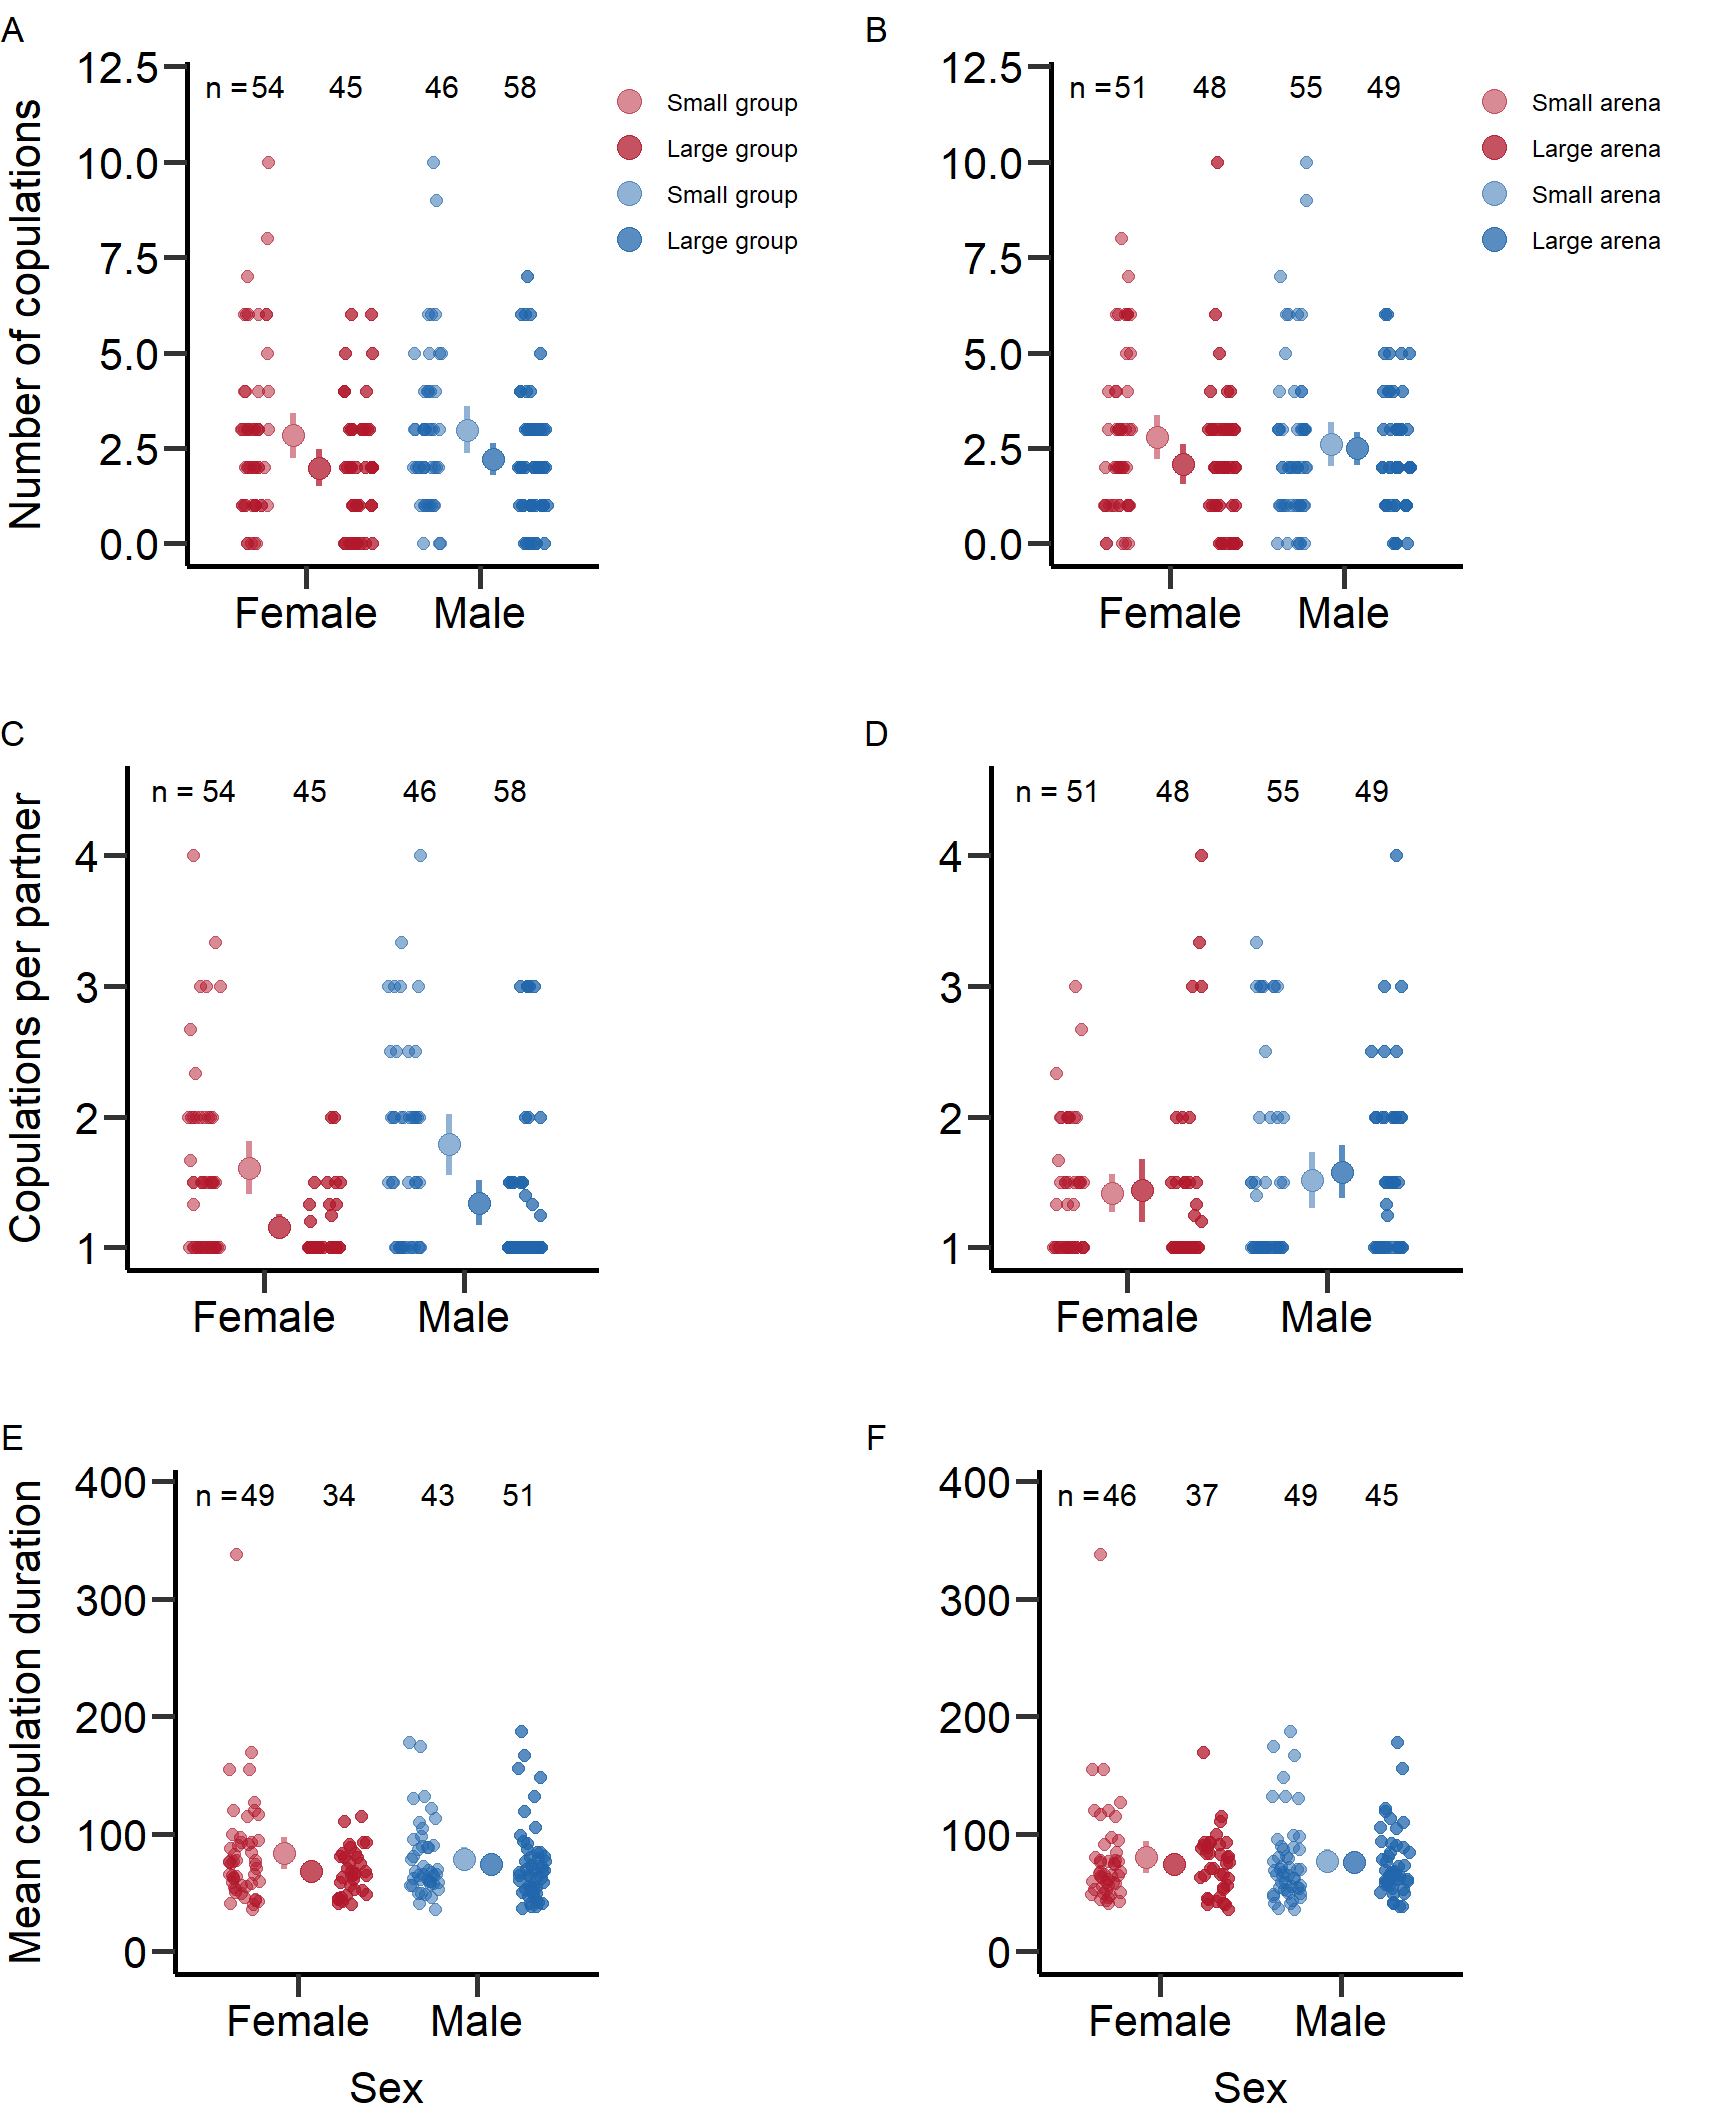 A
Number of copulations
12.5
10.0
7.5
5.0
2.5
0.0
n = 54 45 46 58
Small group
Large group
Small group
Large group
Female Male
B
12.5
10.0
7.5
5.0
2.5
0.0
n = 51 48 55 49
Small arena
Large arena
Small arena
Large arena
Female Male
C
Copulations per partner
4
3
2
1
n = 54 45 46 58
Female Male
D
4
3
2
1
n = 51 48 55 49
Female Male
E
Mean copulation duration
400
300
200
100
0
n = 49 34 43 51
Female Male
Sex
F
400
300
200
100
0
n = 46 37 49 45
Female Male
Sex